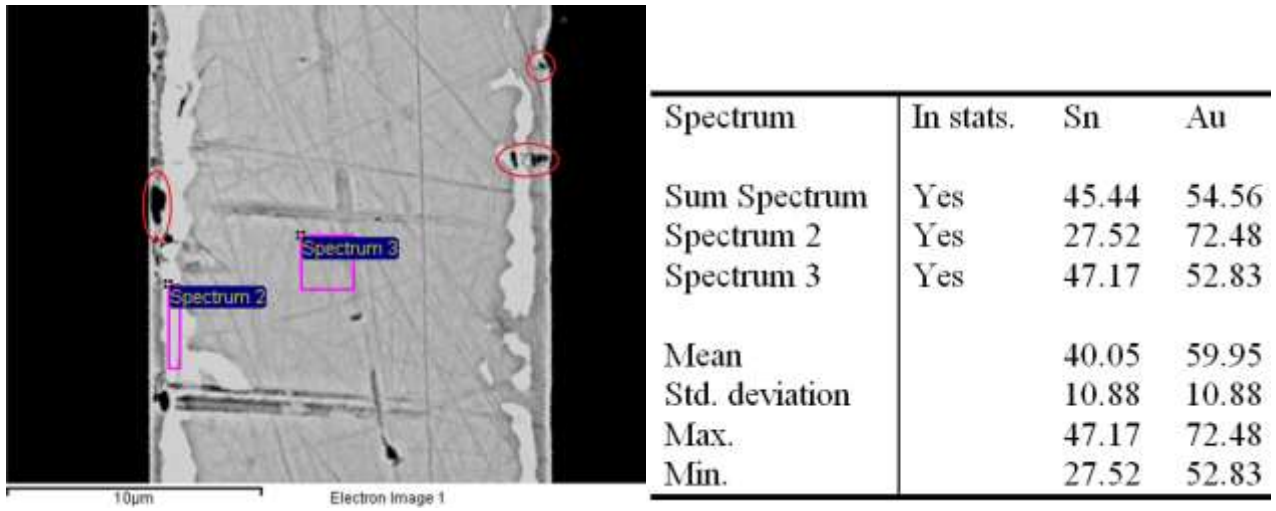 Spectrum 3
Spectrum 2
10µm Electron Image 1
Spectrum In stats. Sn Au
Sum Spectrum Yes 45.44 54.56
Spectrum 2 Yes 27.52 72.48
Spectrum 3 Yes 47.17 52.83
Mean 40.05 59.95
Std. deviation 10.88 10.88
Max. 47.17 72.48
Min. 27.52 52.83